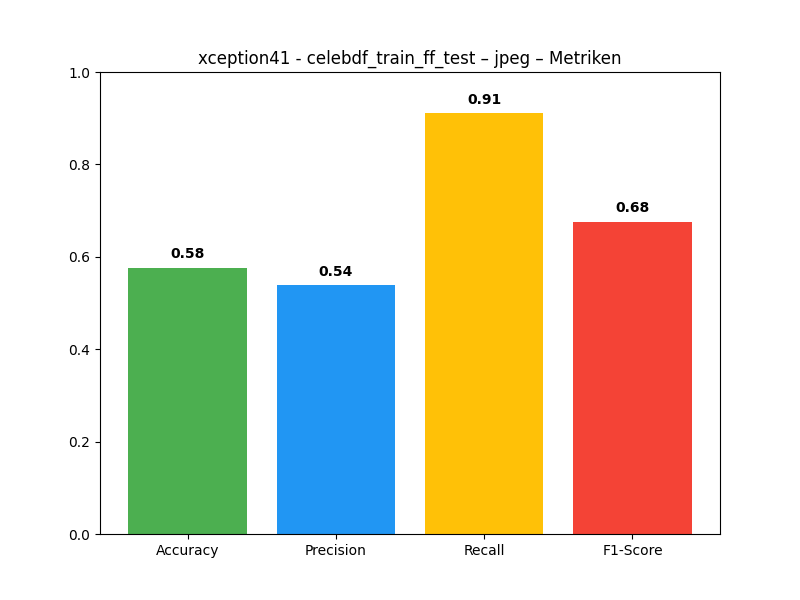 xception41 - celebdf_train_ff_test – jpeg – Metriken
1.0
0.8
0.6
0.4
0.2
0.0
0.58
0.54
0.91
0.68
Accuracy
Precision
Recall
F1-Score